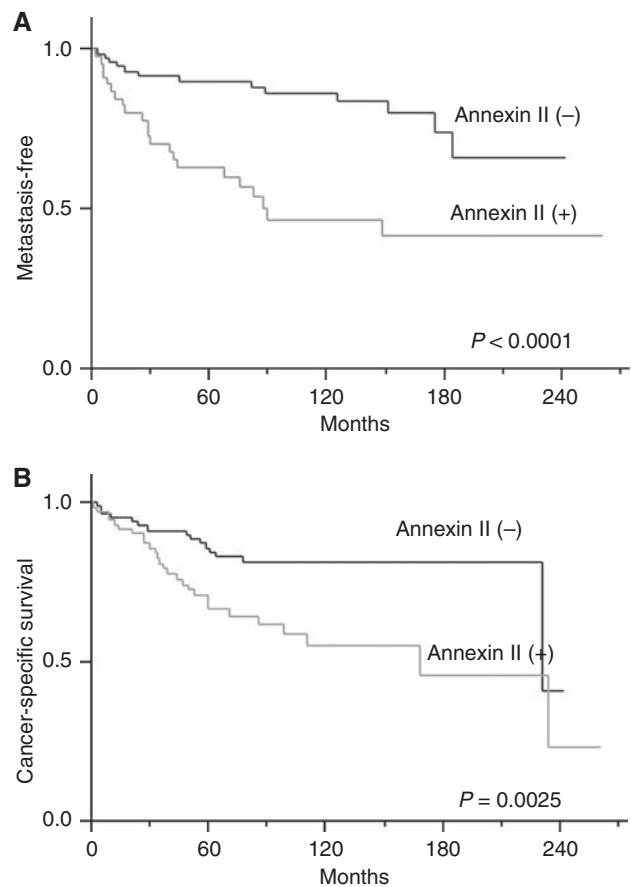 A
Metastasis-free
1.0
0.5
0.0
Annexin II (–)
Annexin II (+)
P < 0.0001
0 60 120 180 240
Months
B
Cancer-specific survival
1.0
0.5
0.0
Annexin II (–)
Annexin II (+)
P = 0.0025
0 60 120 180 240
Months